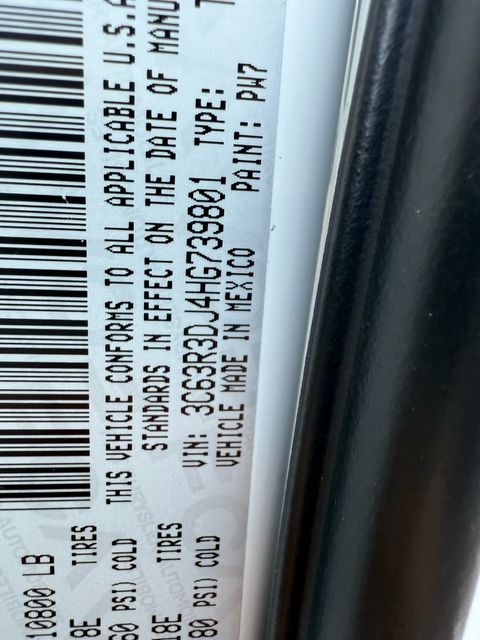 10800 LB
8E TIRES
60 PSI) COLD
18E TIRES
80 PSI) COLD
THIS VEHICLE CONFORMS TO ALL APPLICABLE U.S.A
STANDARDS IN EFFECT ON THE DATE OF MANU
VIN: 3C63R3DJ4HG739801 TYPE:
VEHICLE MADE IN MEXICO PAINT: PW7